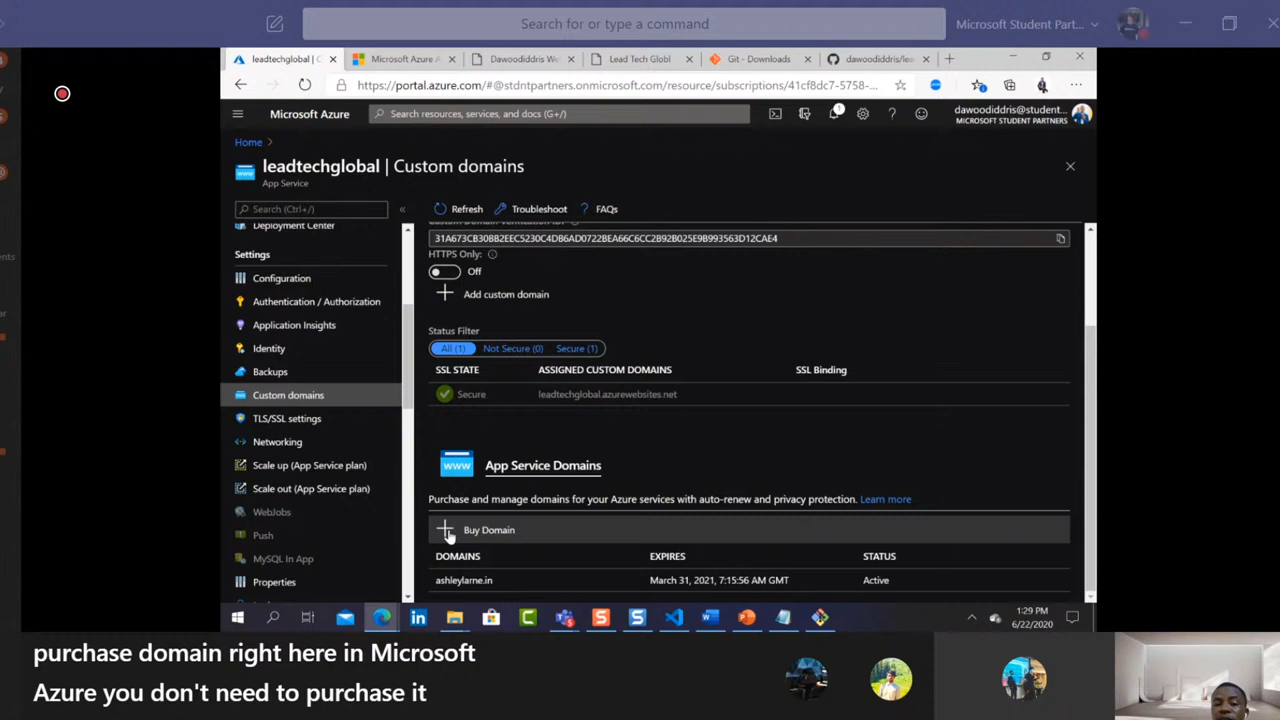 Search for or type a command
Microsoft Student Part...
leadtechglobal | C
Microsoft Azure A
Dawoodiddris We
Lead Tech Globl
Git - Downloads
dawoodiddris/lea
https://portal.azure.com/#@stdntpartners.onmicrosoft.com/resource/subscriptions/41cf8dc7-5758-...
Microsoft Azure
Search resources, services, and docs (G+/)
1
dawoodiddris@student...
MICROSOFT STUDENT PARTNERS
Home >
leadtechglobal | Custom domains
App Service
Search (Ctrl+/)
Refresh
Troubleshoot
FAQs
Deployment Center
Settings
Configuration
Authentication / Authorization
Application Insights
Identity
Backups
Custom domains
TLS/SSL settings
Networking
Scale up (App Service plan)
Scale out (App Service plan)
WebJobs
Push
MySQL In App
Properties
31A673CB30BB2EEC5230C4DB6AD0722BEA66C6CC2B92B025E9B993563D12CAE4
HTTPS Only:
Off
Add custom domain
Status Filter
All (1)
Not Secure (0)
Secure (1)
SSL STATE
ASSIGNED CUSTOM DOMAINS
SSL Binding
Secure
leadtechglobal.azurewebsites.net
www
App Service Domains
Purchase and manage domains for your Azure services with auto-renew and privacy protection. Learn more
Buy Domain
DOMAINS
EXPIRES
STATUS
ashleylarne.in
March 31, 2021, 7:15:56 AM GMT
Active
1:29 PM
6/22/2020
purchase domain right here in Microsoft
Azure you don't need to purchase it